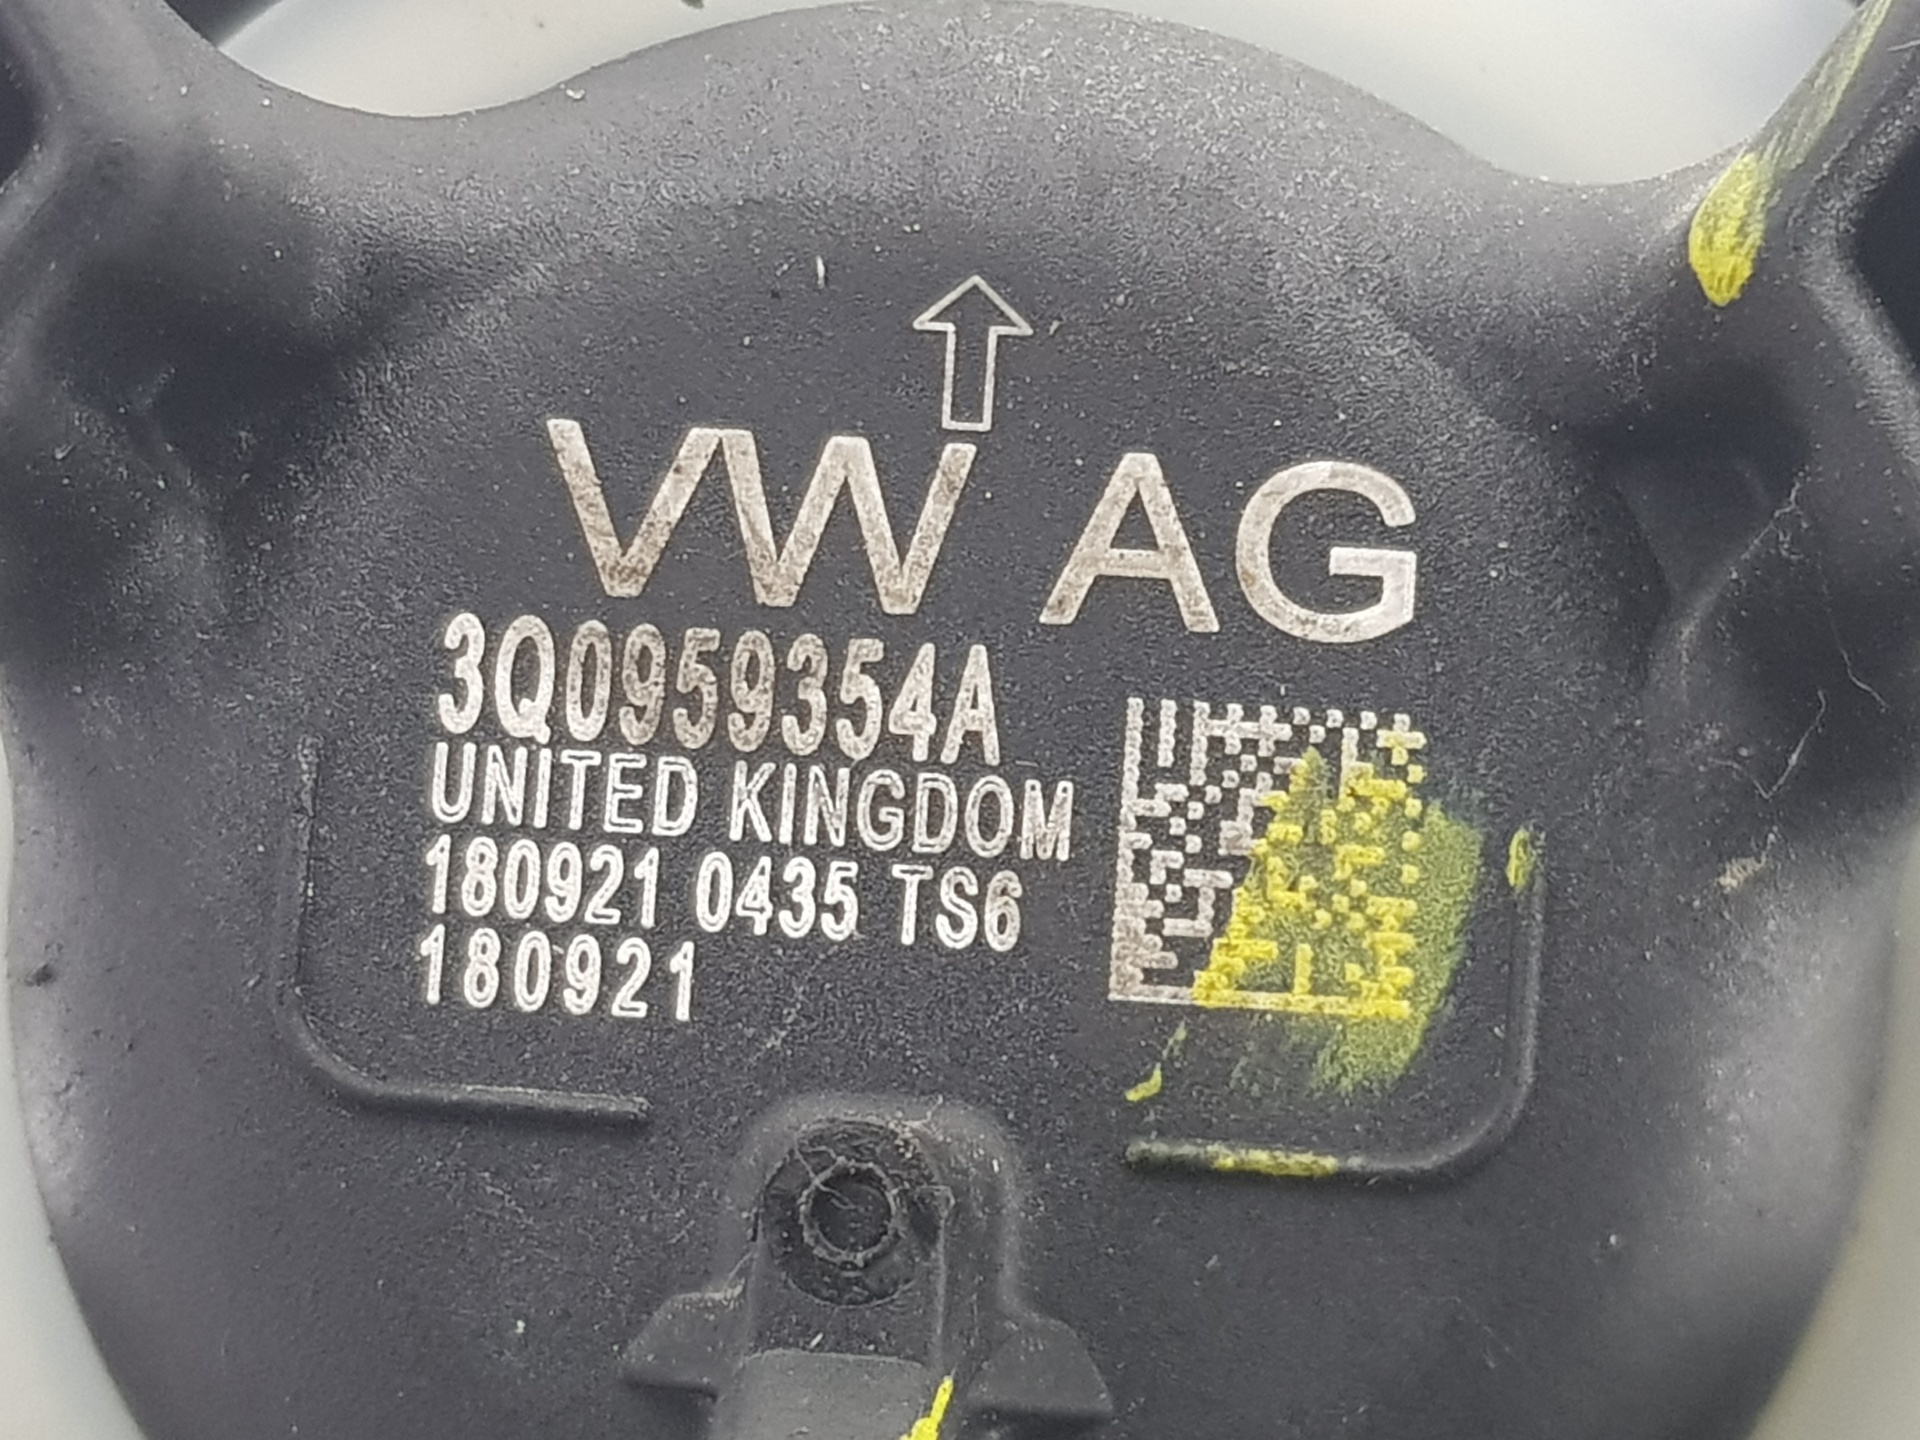 VW AG
3Q0959354A
UNITED KINGDOM
180921 0435 TS6
180921